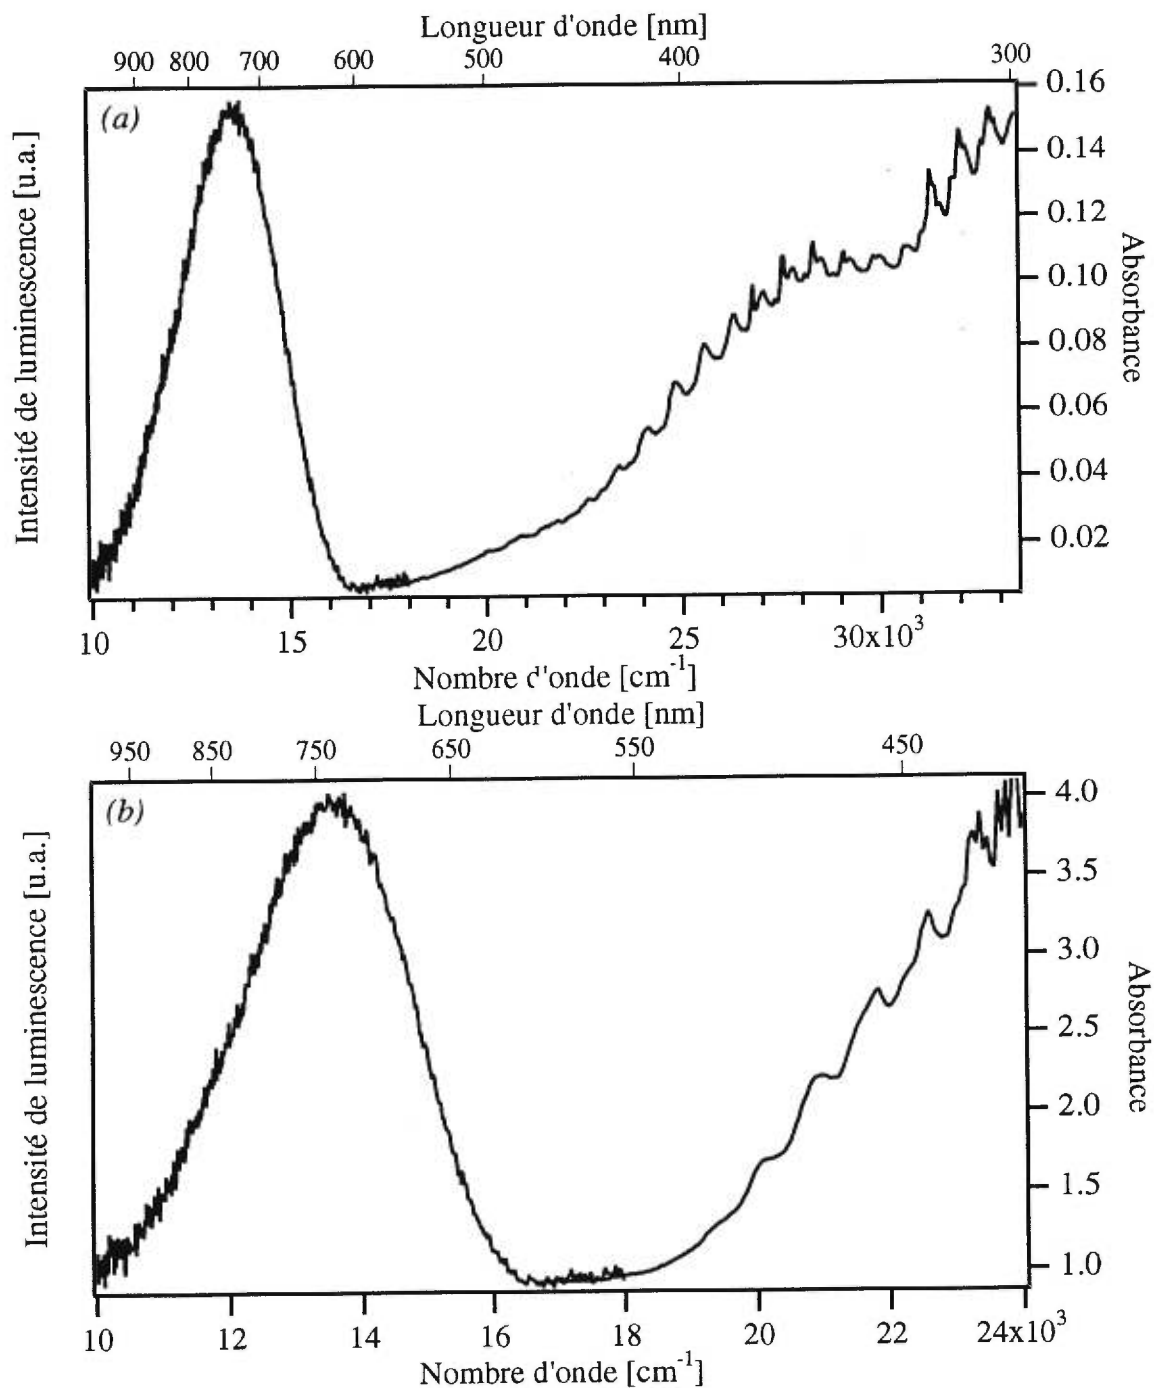 Longueur d'onde [nm]
900 800 700 600 500 400 300
(a)
Intensité de luminescence [u.a.]
0.16
0.14
0.12
0.10
0.08
0.06
0.04
0.02
Absorbance
10 15 20 25 30x10³
Nombre d'onde [cm⁻¹]
Longueur d'onde [nm]
950 850 750 650 550 450
(b)
Intensité de luminescence [u.a.]
4.0
3.5
3.0
2.5
2.0
1.5
1.0
Absorbance
10 12 14 16 18 20 22 24x10³
Nombre d'onde [cm⁻¹]